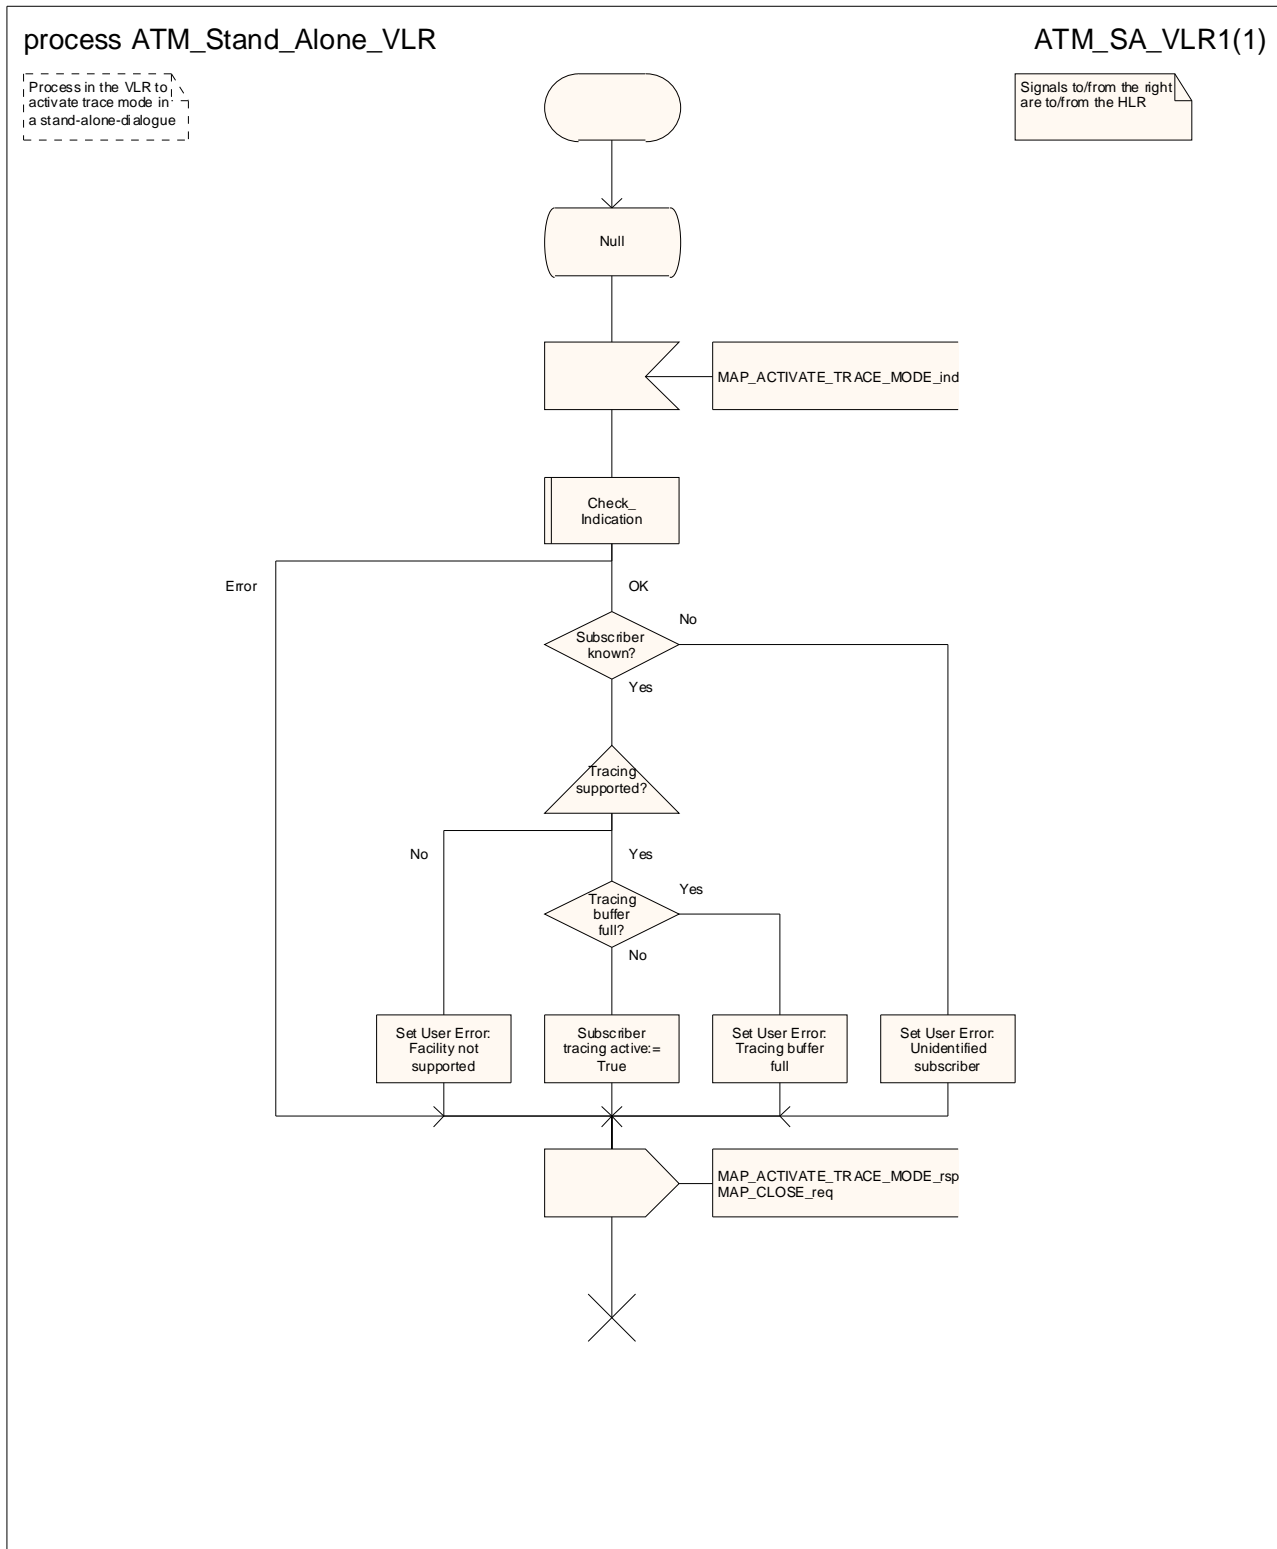 process ATM_Stand_Alone_VLR
ATM_SA_VLR1(1)
Process in the VLR to
activate trace mode in
a stand-alone-dialogue
Signals to/from the right
are to/from the HLR
Null
MAP_ACTIVATE_TRACE_MODE_ind
Check_
Indication
Error
OK
No
Subscriber
known?
Yes
Tracing
supported?
No
Yes
Yes
Tracing
buffer
full?
No
Set User Error:
Facility not
supported
Subscriber
tracing active:=
True
Set User Error:
Tracing buffer
full
Set User Error:
Unidentified
subscriber
MAP_ACTIVATE_TRACE_MODE_rsp
MAP_CLOSE_req